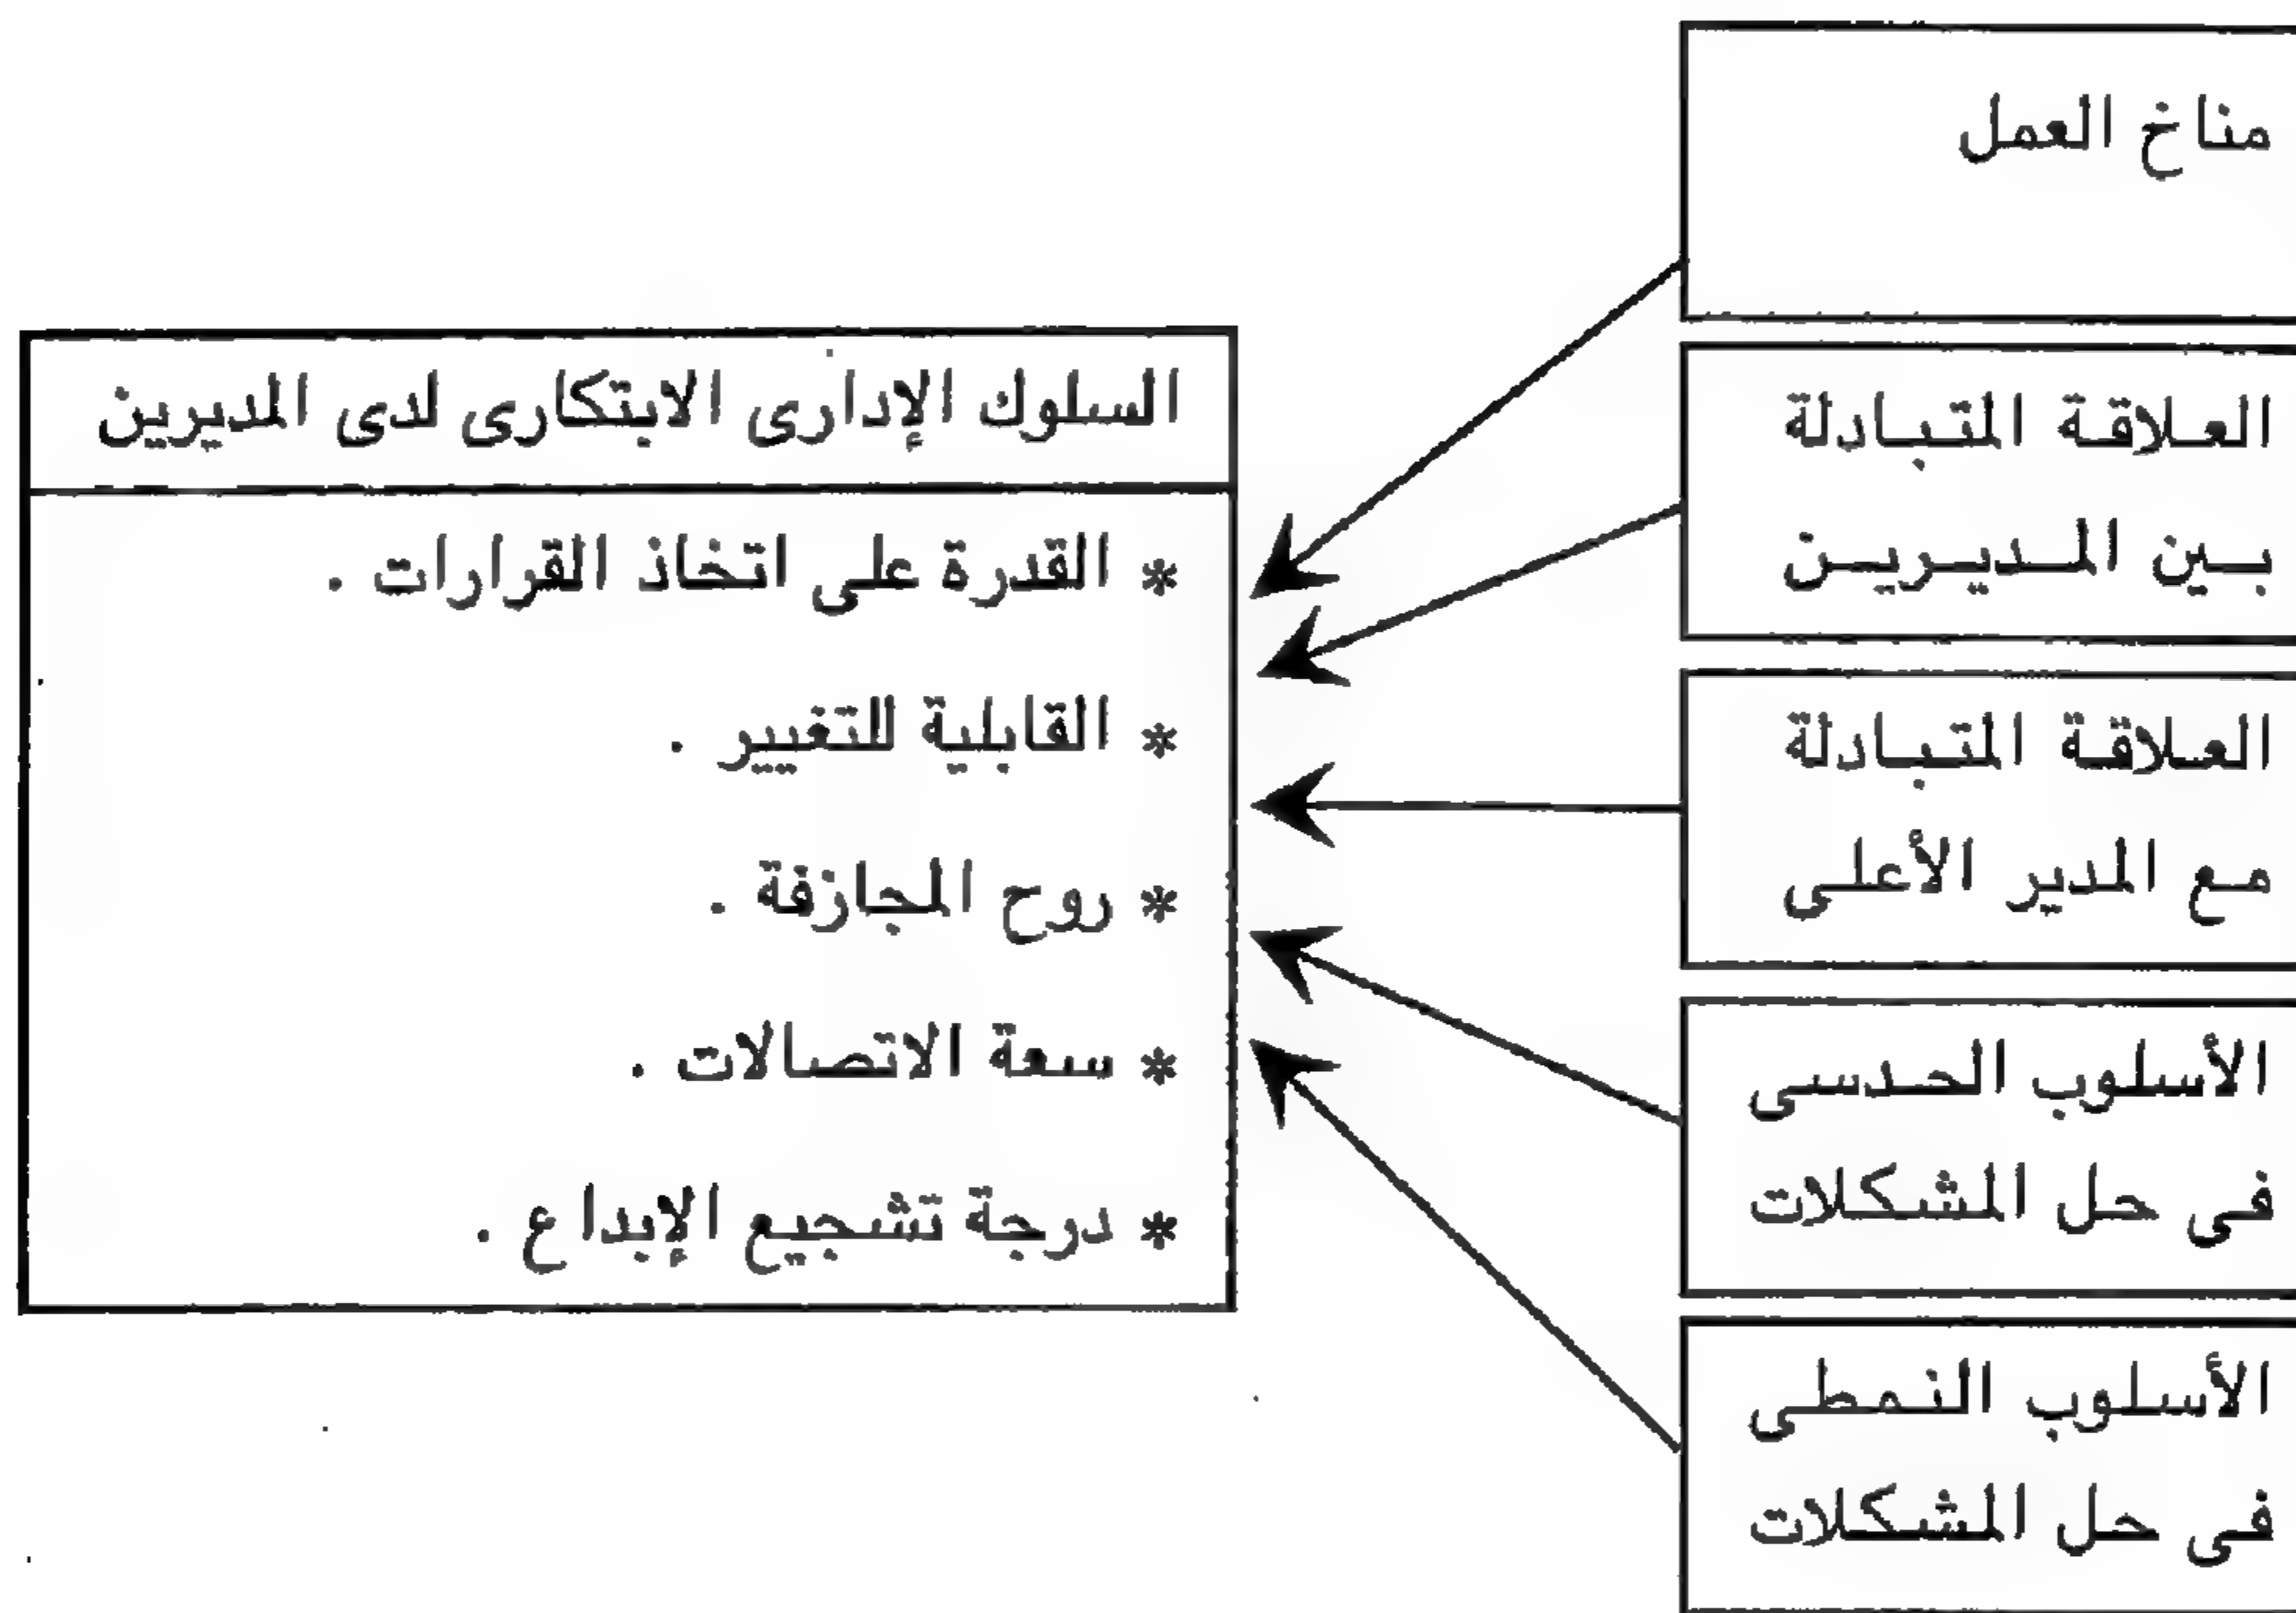 مناخ العمل
العلاقة المتبادلة
بين المديرين
العلاقة المتبادلة
مع المدير الأعلى
الأسلوب الحدسى
فى حل المشكلات
الأسلوب النمطى
فى حل المشكلات
السلوك الإدارى الابتكارى لدى المديرين
* القدرة على اتخاذ القرارات .
* القابلية للتغيير .
* روح المجازفة .
* سعة الاتصالات .
* درجة تشجيع الإبداع .